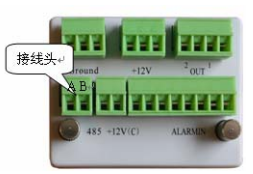 接线头
Ground +12V 2 OUT 1
A B
485 +12V(C) ALARMIN